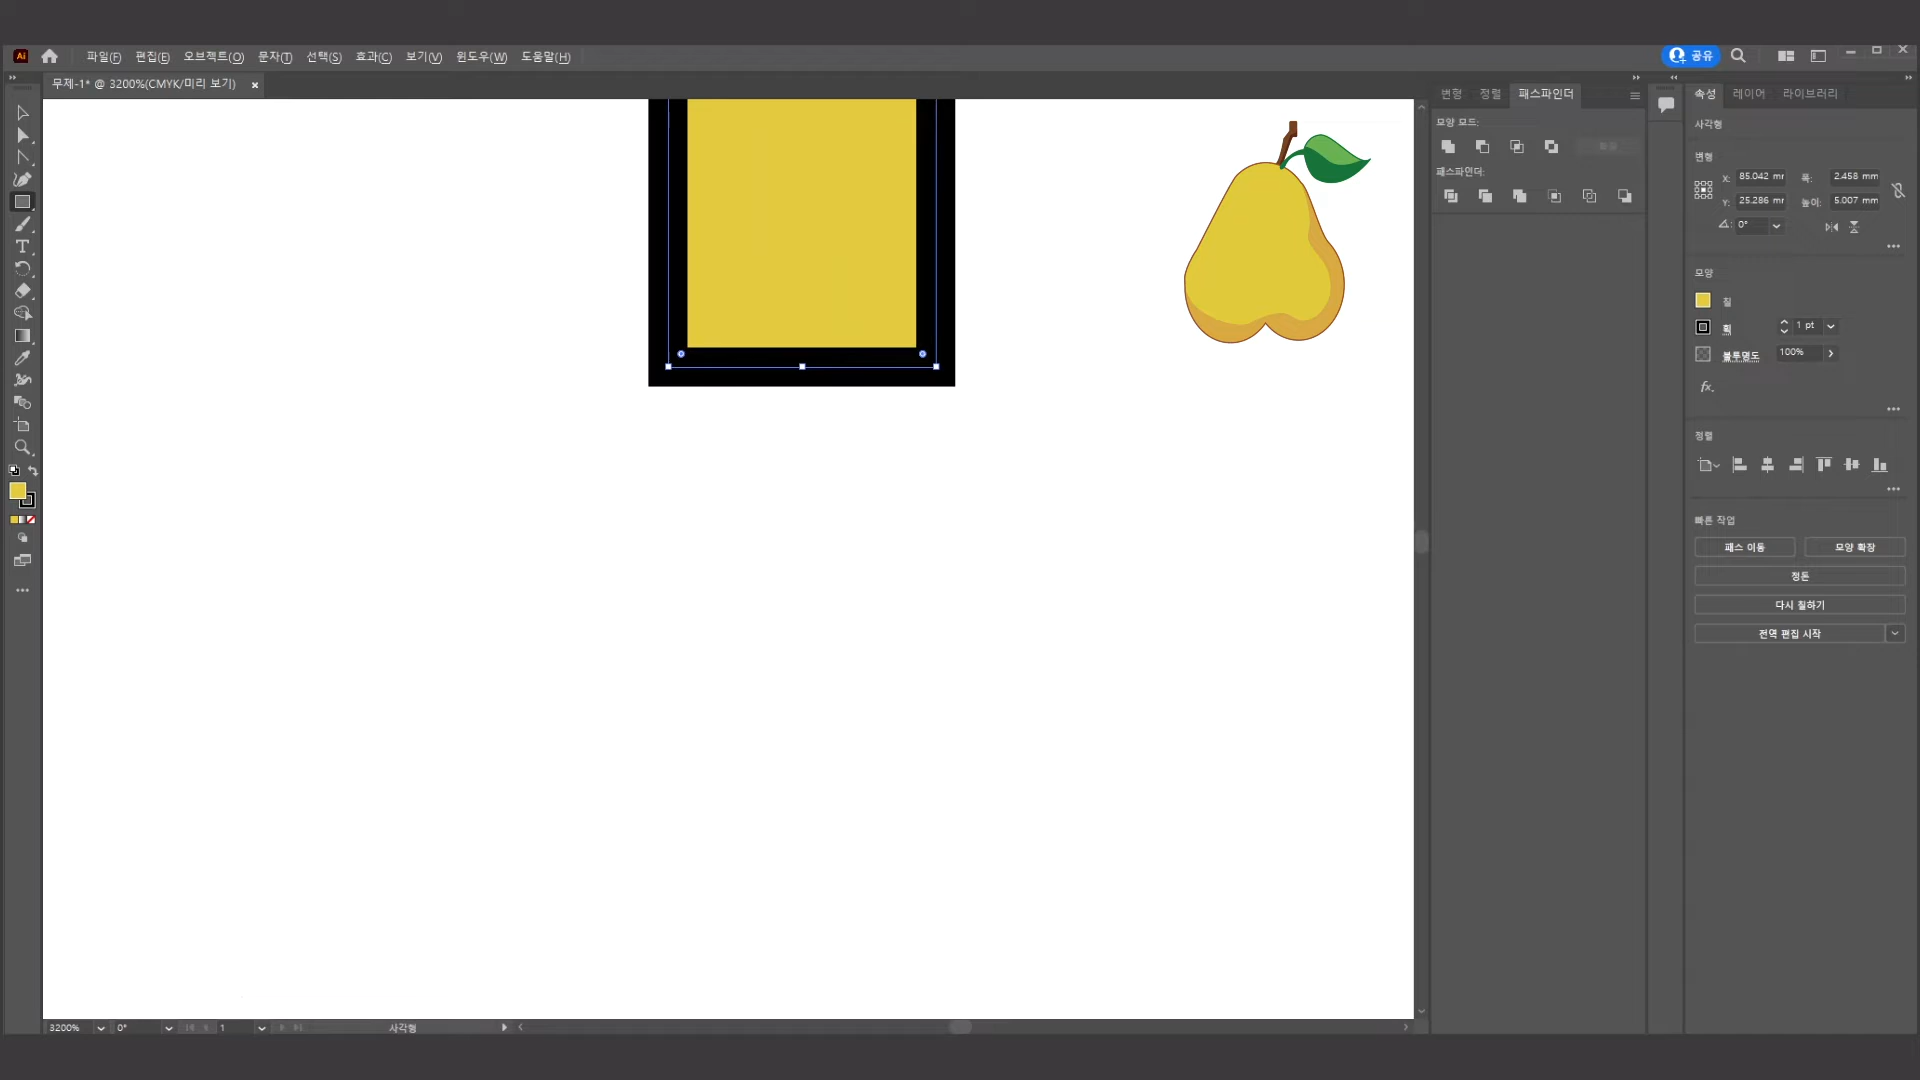 Ai 파일(F) 편집(E) 오브젝트(O) 문자(T) 선택(S) 효과(C) 보기(V) 윈도우(W) 도움말(H) 공유
무제-1* @ 3200%(CMYK/미리 보기) ×
변형 정렬 패스파인더
모양 모드:
패스파인더:
속성 레이어 라이브러리
사각형
변형
X: 85.042 mm 폭: 2.458 mm
Y: 25.286 mm 높이: 5.007 mm
0°
모양
칠
획 1 pt
불투명도 100%
fx.
정렬
빠른 작업
패스 이동 모양 확장
정돈
다시 칠하기
전역 편집 시작
3200% 0° 1 사각형